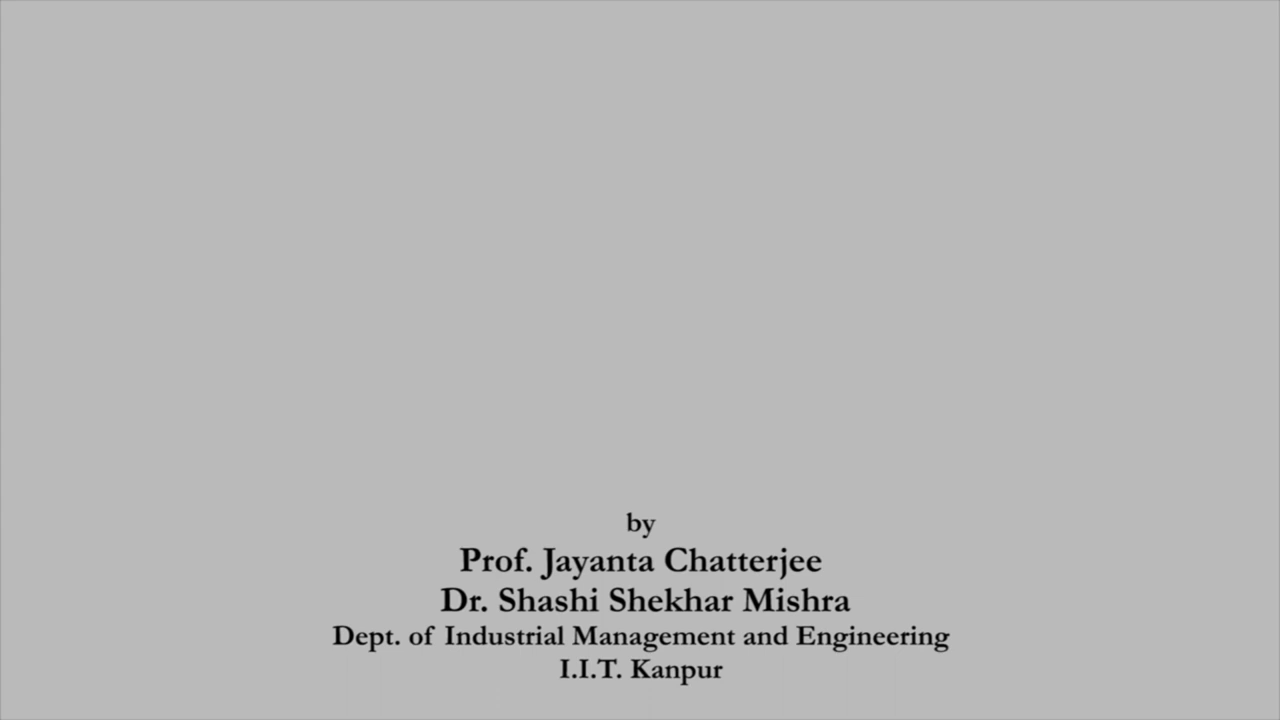 by
Prof. Jayanta Chatterjee
Dr. Shashi Shekhar Mishra
Dept. of Industrial Management and Engineering
I.I.T. Kanpur